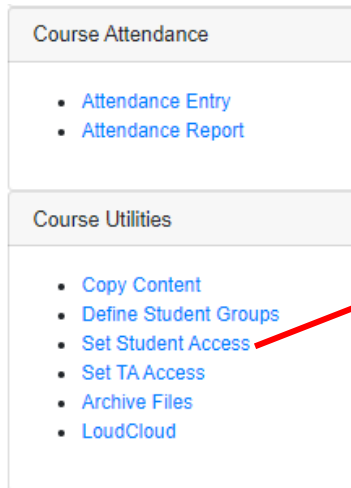 Course Attendance
Attendance Entry
Attendance Report
Course Utilities
Copy Content
Define Student Groups
Set Student Access
Set TA Access
Archive Files
LoudCloud